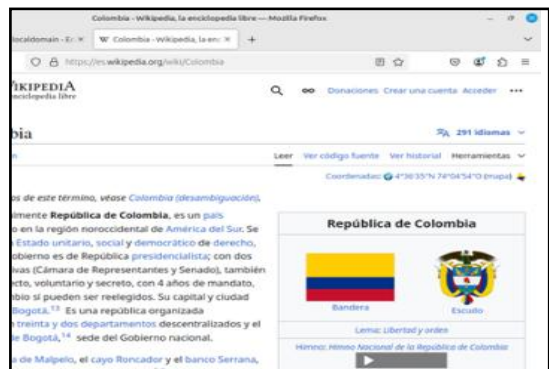 Colombia - Wikipedia, la enciclopedia libre — Mozilla Firefox
localdomain - Er
W Colombia - Wikipedia, la enc
https://es.wikipedia.org/wiki/Colombia
WIKIPEDIA
enciclopedia libre
Donaciones Crear una cuenta Acceder
bia
291 idiomas
Leer Ver código fuente Ver historial Herramientas
Coordenadas: 4°36′35″N 74°04′54″O (mapa)
os de este término, véase Colombia (desambiguación).
lmente República de Colombia, es un país
o en la región noroccidental de América del Sur. Se
Estado unitario, social y democrático de derecho,
obierno es de República presidencialista; con dos
ivas (Cámara de Representantes y Senado), también
cto, voluntario y secreto, con 4 años de mandato,
bio sí pueden ser reelegidos. Su capital y ciudad
Bogotá.13 Es una república organizada
treinta y dos departamentos descentralizados y el
de Bogotá,14 sede del Gobierno nacional.
a de Malpelo, el cayo Roncador y el banco Serrana,
República de Colombia
Bandera Escudo
Lema: Libertad y orden
Himno: Himno Nacional de la República de Colombia